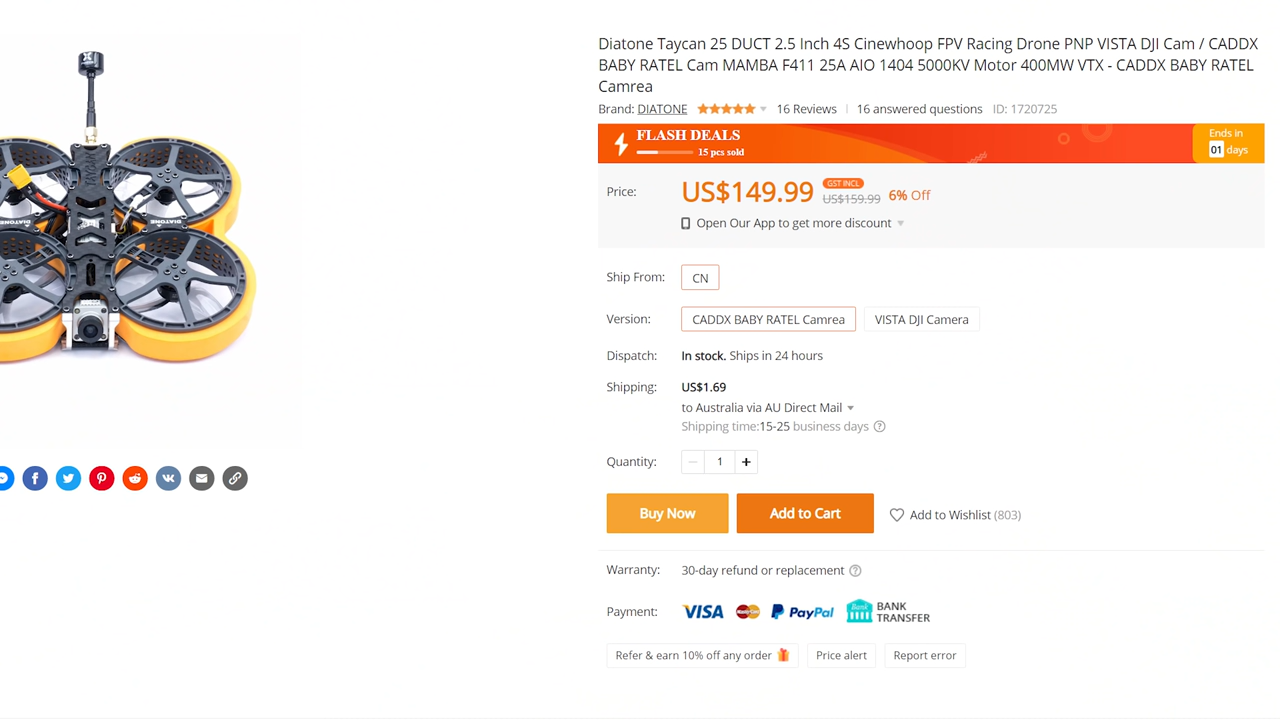 Diatone Taycan 25 DUCT 2.5 Inch 4S Cinewhoop FPV Racing Drone PNP VISTA DJI Cam / CADDX
BABY RATEL Cam MAMBA F411 25A AIO 1404 5000KV Motor 400MW VTX - CADDX BABY RATEL
Camrea
Brand: DIATONE 16 Reviews 16 answered questions ID: 1720725
FLASH DEALS
15 pcs sold
Ends in
01 days
Price: US$149.99 GST INCL US$159.99 6% Off
Open Our App to get more discount
Ship From: CN
Version: CADDX BABY RATEL Camrea VISTA DJI Camera
Dispatch: In stock. Ships in 24 hours
Shipping: US$1.69
to Australia via AU Direct Mail
Shipping time:15-25 business days ?
Quantity: − 1 +
Buy Now Add to Cart Add to Wishlist (803)
Warranty: 30-day refund or replacement ?
Payment: VISA MasterCard PayPal Bank BANK
TRANSFER
Refer & earn 10% off any order Price alert Report error
DIATONE DIATONE